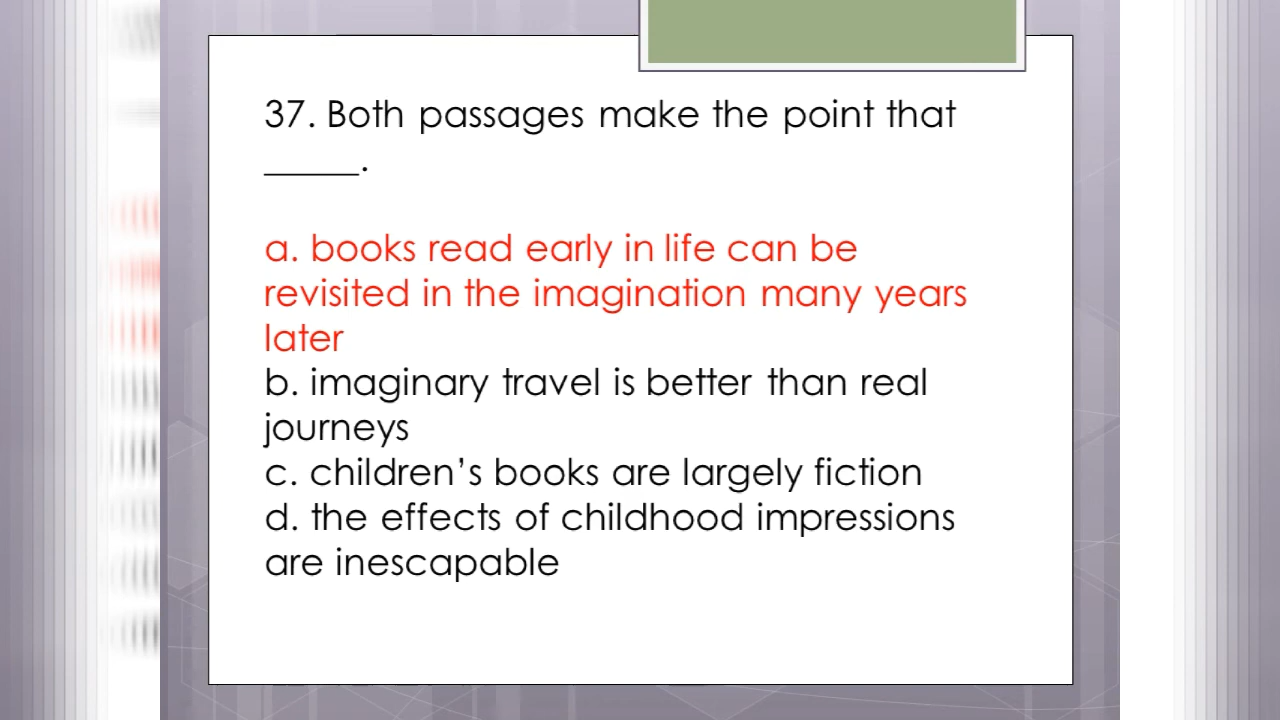 37. Both passages make the point that
_____.
a. books read early in life can be
revisited in the imagination many years
later
b. imaginary travel is better than real
journeys
c. children’s books are largely fiction
d. the effects of childhood impressions
are inescapable